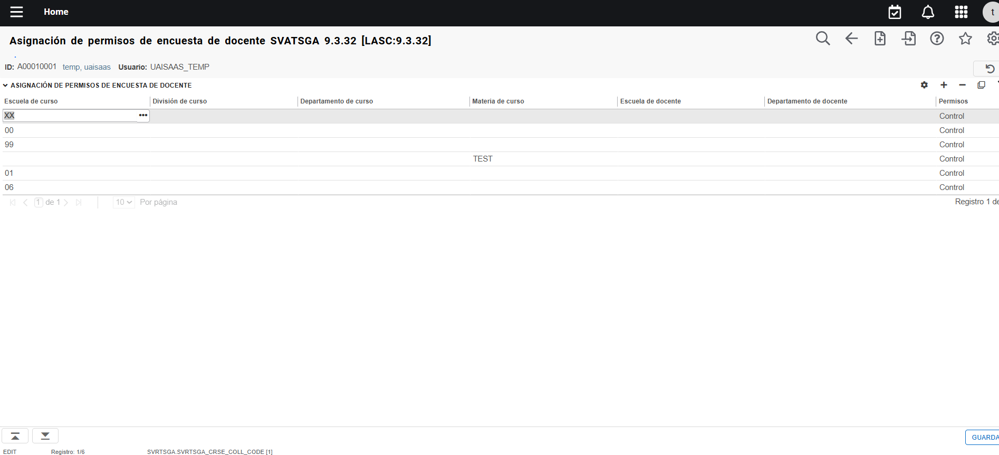 Home
t
Asignación de permisos de encuesta de docente SVATSGA 9.3.32 [LASC:9.3.32]
ID: A00010001 temp, uaisaas Usuario: UAISAAS_TEMP
ASIGNACIÓN DE PERMISOS DE ENCUESTA DE DOCENTE
Escuela de curso División de curso Departamento de curso Materia de curso Escuela de docente Departamento de docente Permisos
XX Control
00 Control
99 Control
TEST Control
01 Control
06 Control
1 de 1 10 Por página Registro 1 de
GUARDA
EDIT Registro: 1/6 SVRTSGA.SVRTSGA_CRSE_COLL_CODE [1]